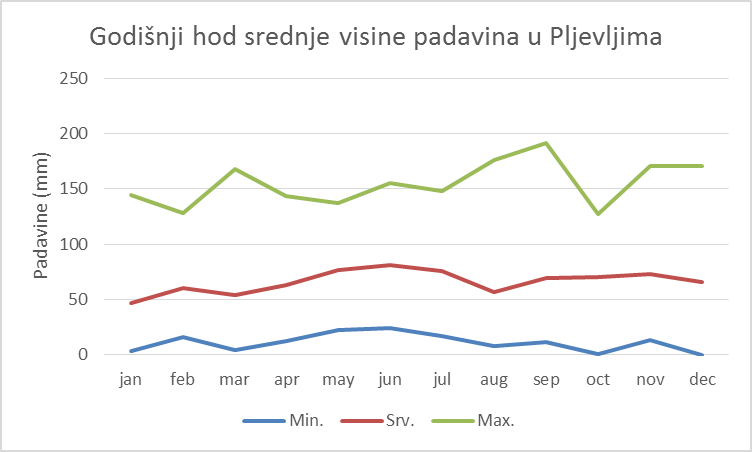 Godišnji hod srednje visine padavina u Pljevljima
250
200
150
100
50
0
Padavine (mm)
jan feb mar apr may jun jul aug sep oct nov dec
Min. Srv. Max.